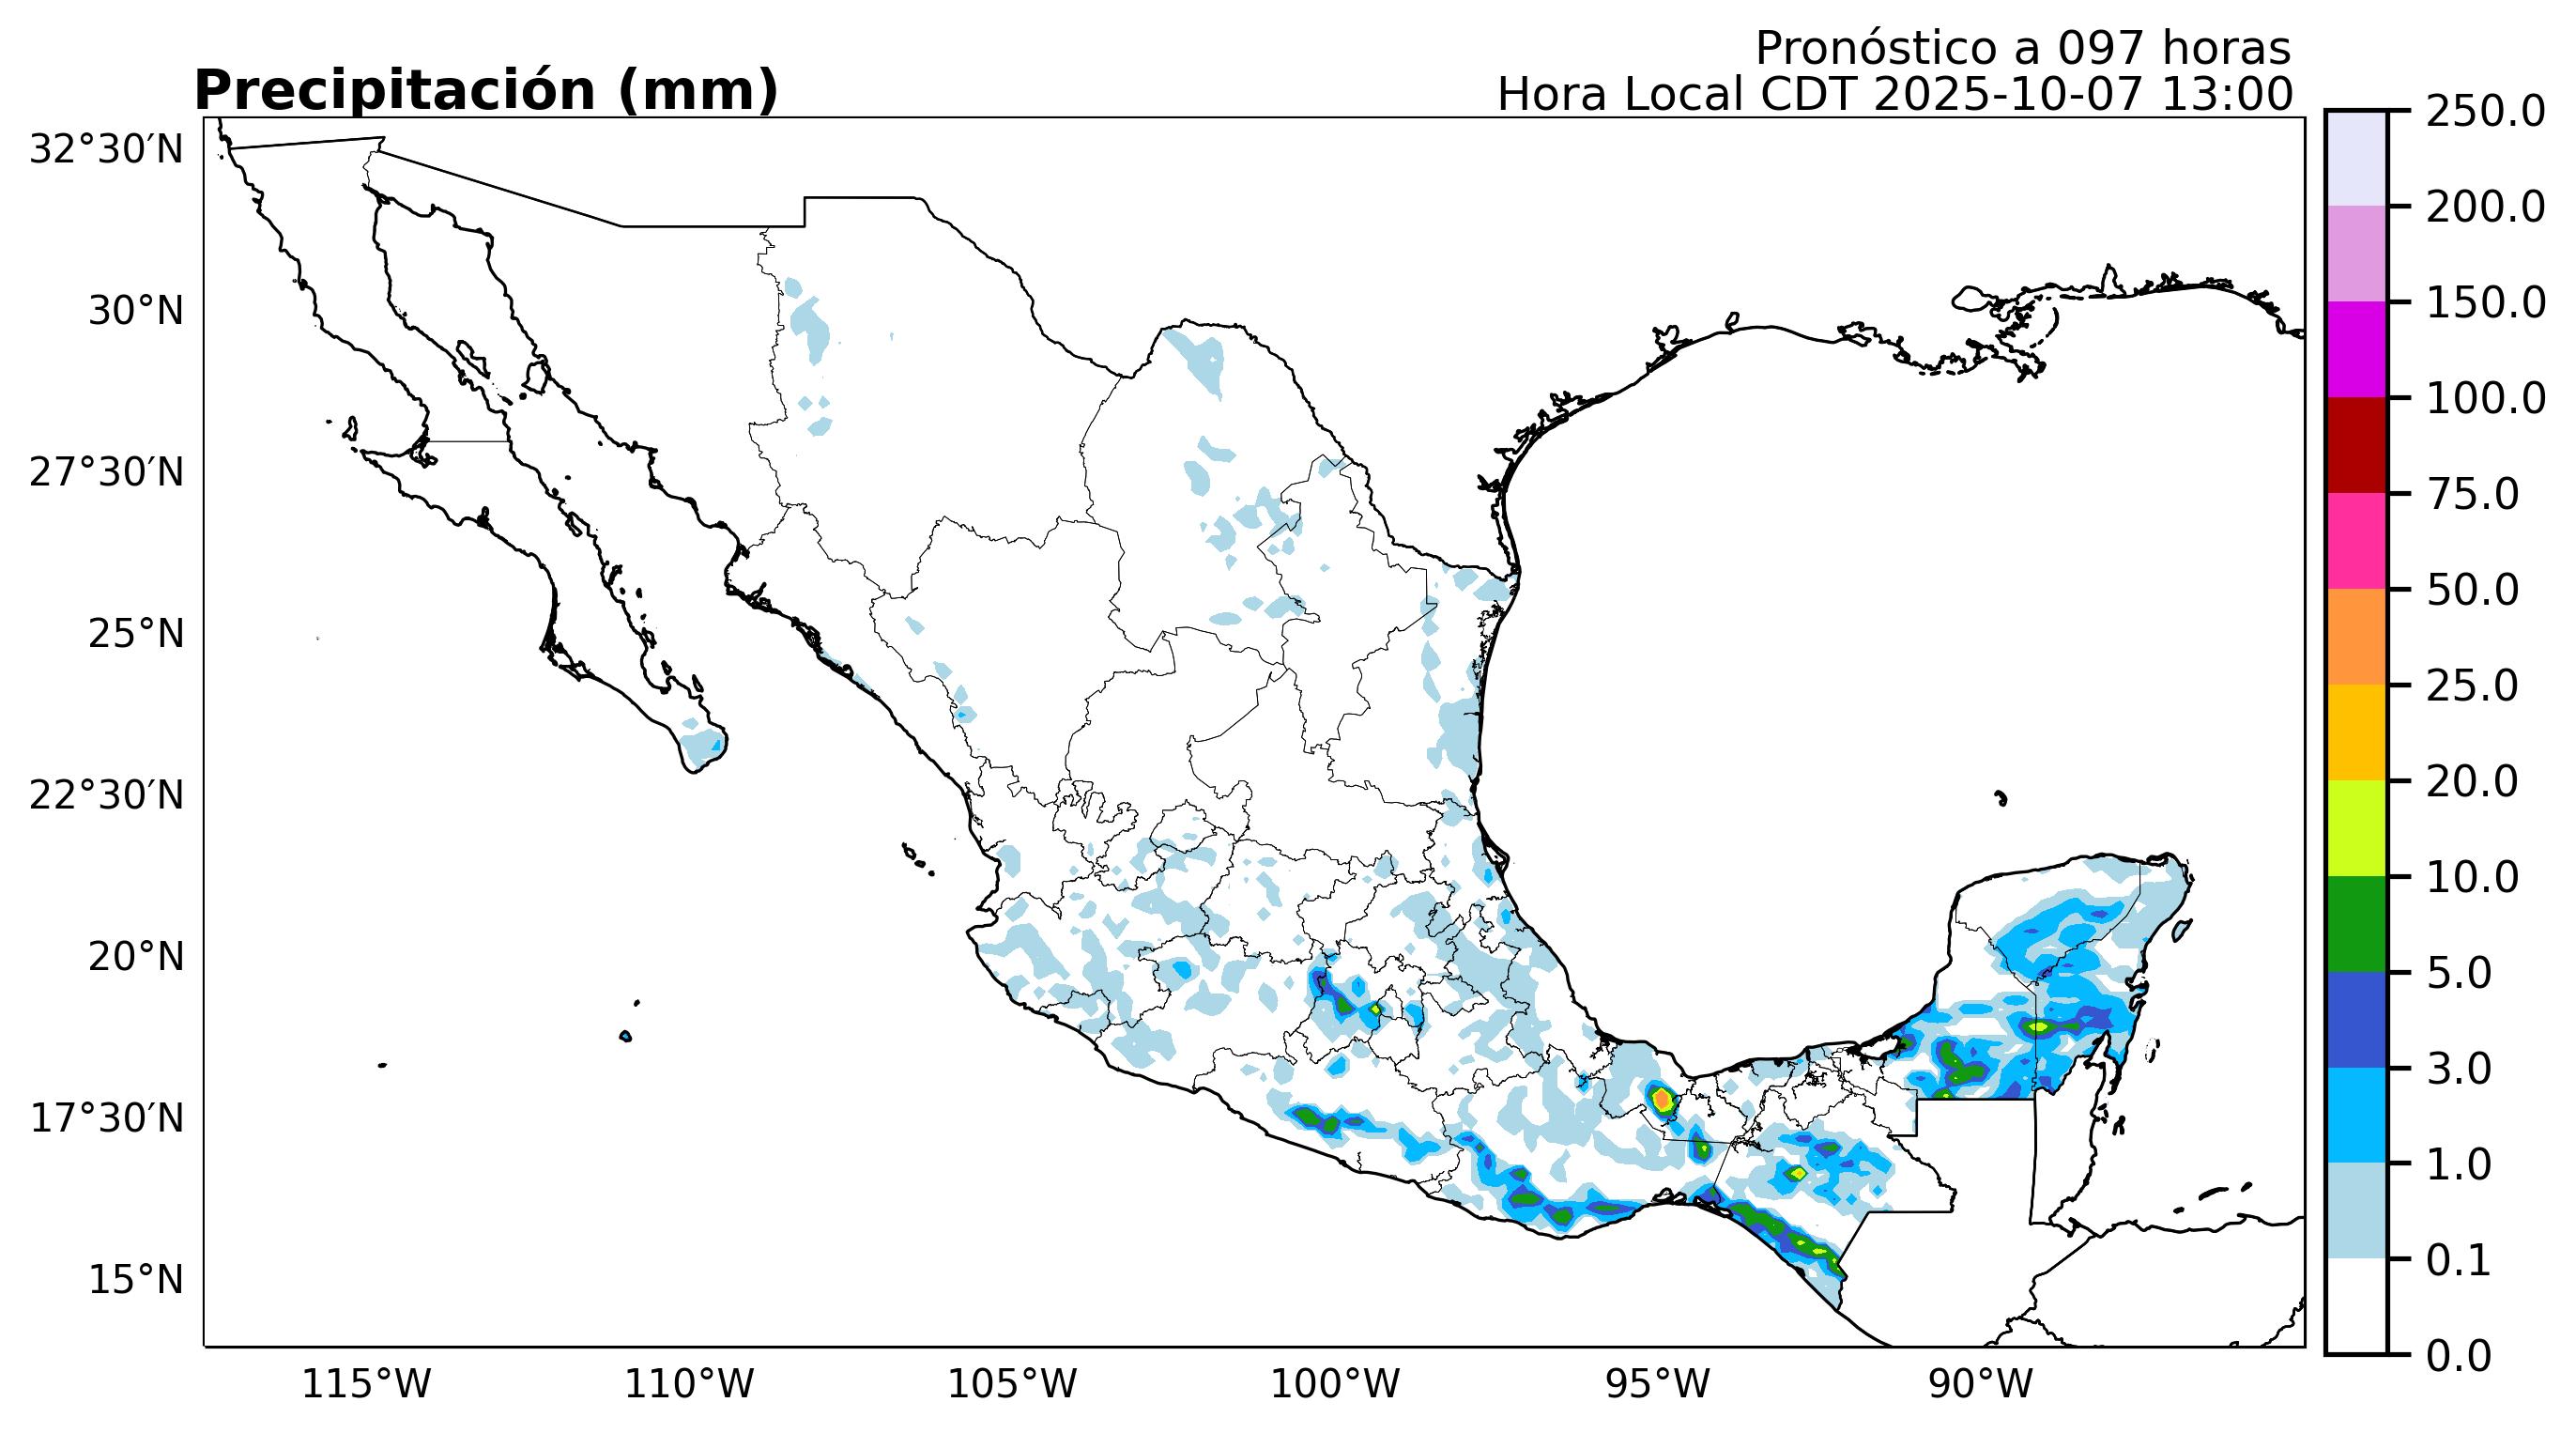 Pronóstico a 097 horas
Precipitación (mm)
Hora Local CDT 2025-10-07 13:00
32°30′N
30°N
27°30′N
25°N
22°30′N
20°N
17°30′N
15°N
115°W
110°W
105°W
100°W
95°W
90°W
250.0
200.0
150.0
100.0
75.0
50.0
25.0
20.0
10.0
5.0
3.0
1.0
0.1
0.0